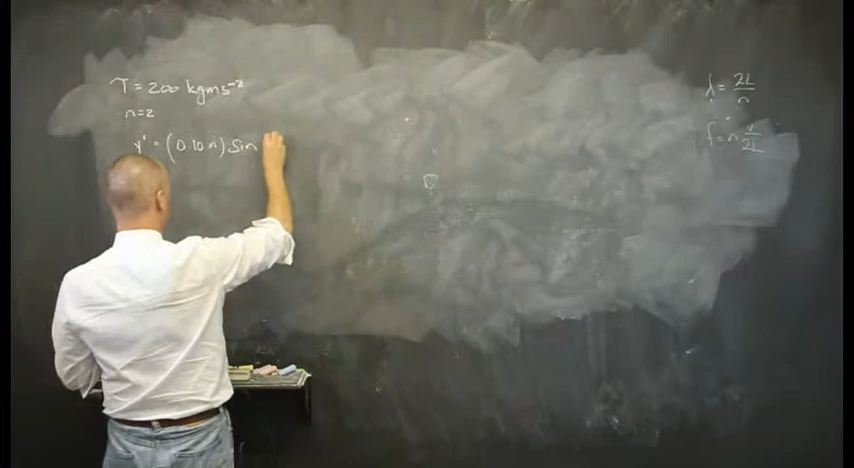 T = 200 kgms⁻²
n=2
y' = (0.10 m) Sin
λ = 2L/n
f = n v/2L